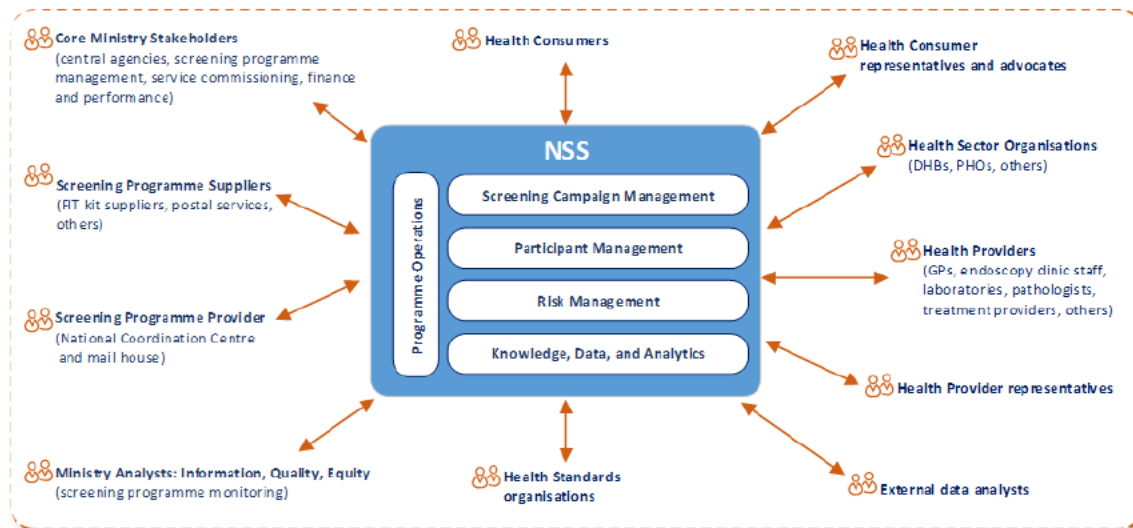 Core Ministry Stakeholders
(central agencies, screening programme
management, service commissioning, finance
and performance)
Health Consumers
Health Consumer
representatives and advocates
Screening Programme Suppliers
(FIT kit suppliers, postal services,
others)
Screening Programme Provider
(National Coordination Centre
and mail house)
NSS
Programme Operations
Screening Campaign Management
Participant Management
Risk Management
Knowledge, Data, and Analytics
Health Sector Organisations
(DHBs, PHOs, others)
Health Providers
(GPs, endoscopy clinic staff,
laboratories, pathologists,
treatment providers, others)
Health Provider representatives
Ministry Analysts: Information, Quality, Equity
(screening programme monitoring)
Health Standards
organisations
External data analysts